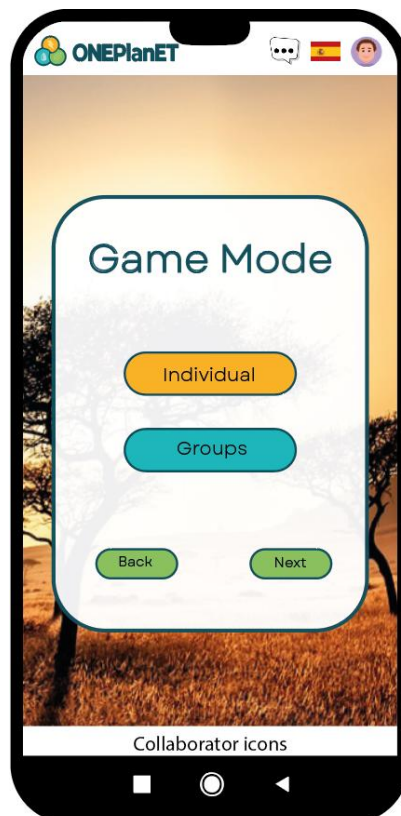 ONEPlanET
Game Mode
Individual
Groups
Back
Next
Collaborator icons